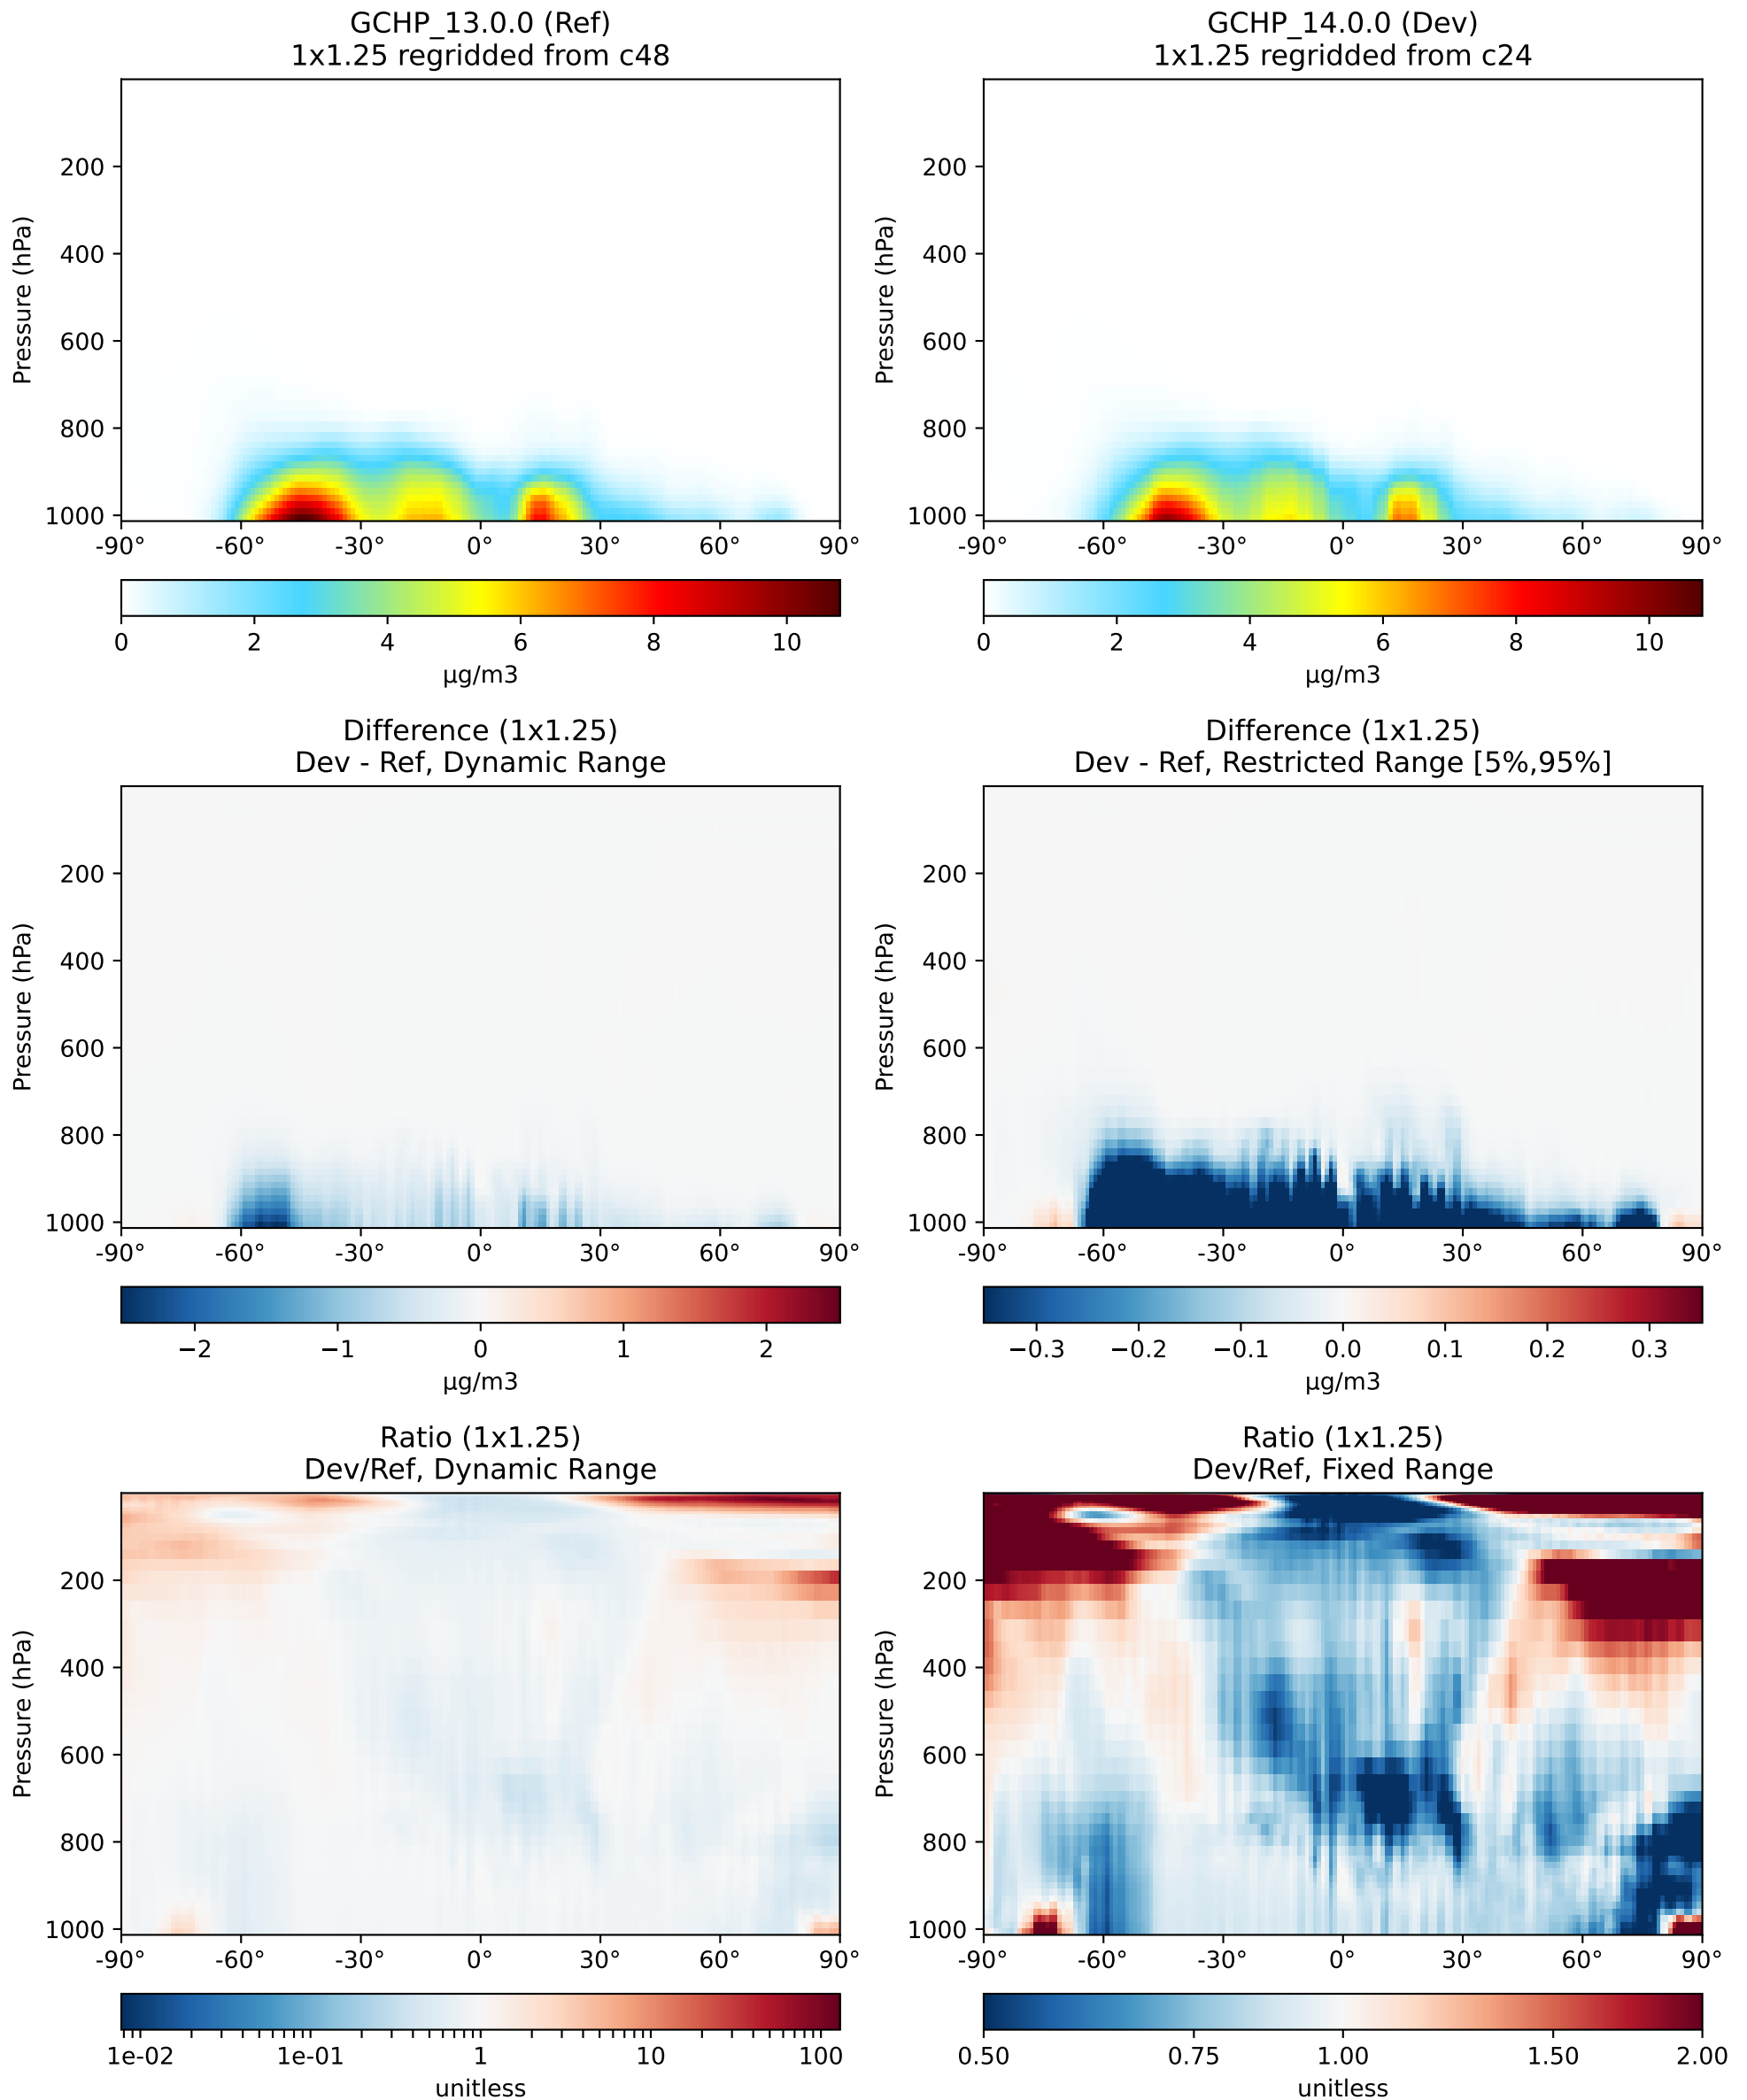 GCHP_13.0.0 (Ref)
1x1.25 regridded from c48
Pressure (hPa)
200
400
600
800
1000
-90° -60° -30° 0° 30° 60° 90°
0 2 4 6 8 10
μg/m3
GCHP_14.0.0 (Dev)
1x1.25 regridded from c24
Pressure (hPa)
200
400
600
800
1000
-90° -60° -30° 0° 30° 60° 90°
0 2 4 6 8 10
μg/m3
Difference (1x1.25)
Dev - Ref, Dynamic Range
Pressure (hPa)
200
400
600
800
1000
-90° -60° -30° 0° 30° 60° 90°
−2 −1 0 1 2
μg/m3
Difference (1x1.25)
Dev - Ref, Restricted Range [5%,95%]
Pressure (hPa)
200
400
600
800
1000
-90° -60° -30° 0° 30° 60° 90°
−0.3 −0.2 −0.1 0.0 0.1 0.2 0.3
μg/m3
Ratio (1x1.25)
Dev/Ref, Dynamic Range
Pressure (hPa)
200
400
600
800
1000
-90° -60° -30° 0° 30° 60° 90°
1e-02 1e-01 1 10 100
unitless
Ratio (1x1.25)
Dev/Ref, Fixed Range
Pressure (hPa)
200
400
600
800
1000
-90° -60° -30° 0° 30° 60° 90°
0.50 0.75 1.00 1.50 2.00
unitless